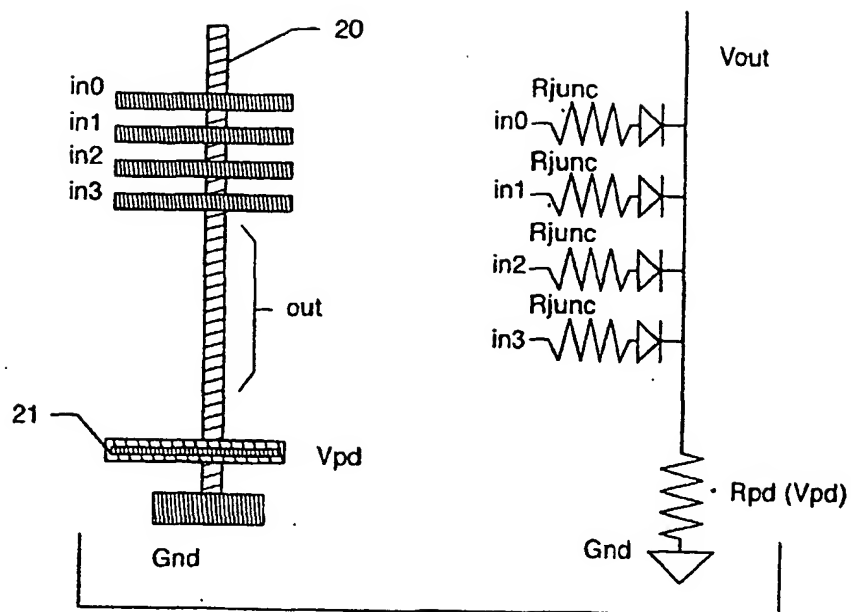 20
in0
in1
in2
in3
out
21
Vpd
Gnd
Vout
Rjunc
in0
Rjunc
in1
Rjunc
in2
Rjunc
in3
Rpd (Vpd)
Gnd